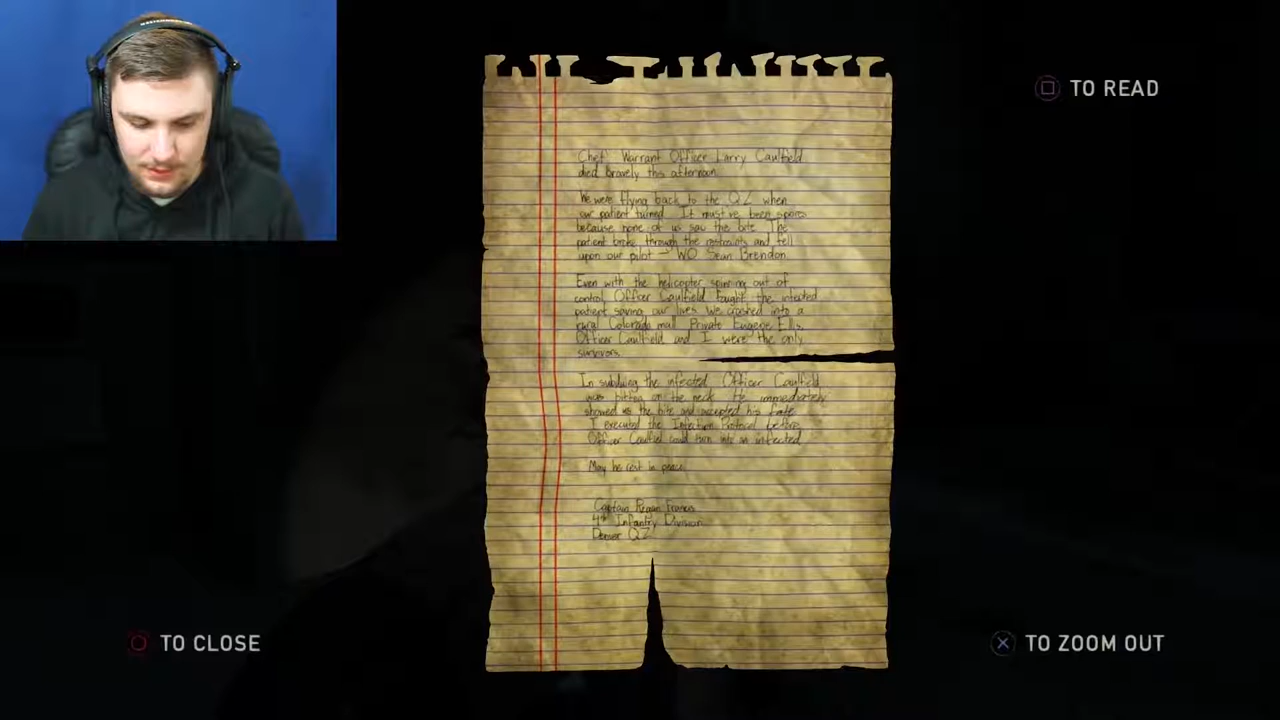 TO READ
Chef Warrant Officer Larry Caulfield
died bravely this afternoon.
We were flying back to the QZ when
our patient turned. It must've been spores
because none of us saw the bite. The
patient broke through the restraints and fell
upon our pilot - WO Sean Brendon.
Even with the helicopter spinning out of
control, Officer Caulfield fought the infected
patient saving our lives. We crashed into a
rural Colorado mall. Private Eugene Ellis,
Officer Caulfield and I were the only
survivors.
In subduing the infected, Officer Caulfield
was bitten on the neck. He immediately
showed us the bite and accepted his fate.
I executed the Infection Protocol before
Officer Caulfiel could turn into an infected.
May he rest in peace.
Captain Regan Francis
4th Infantry Division
Denver QZ
TO CLOSE
TO ZOOM OUT